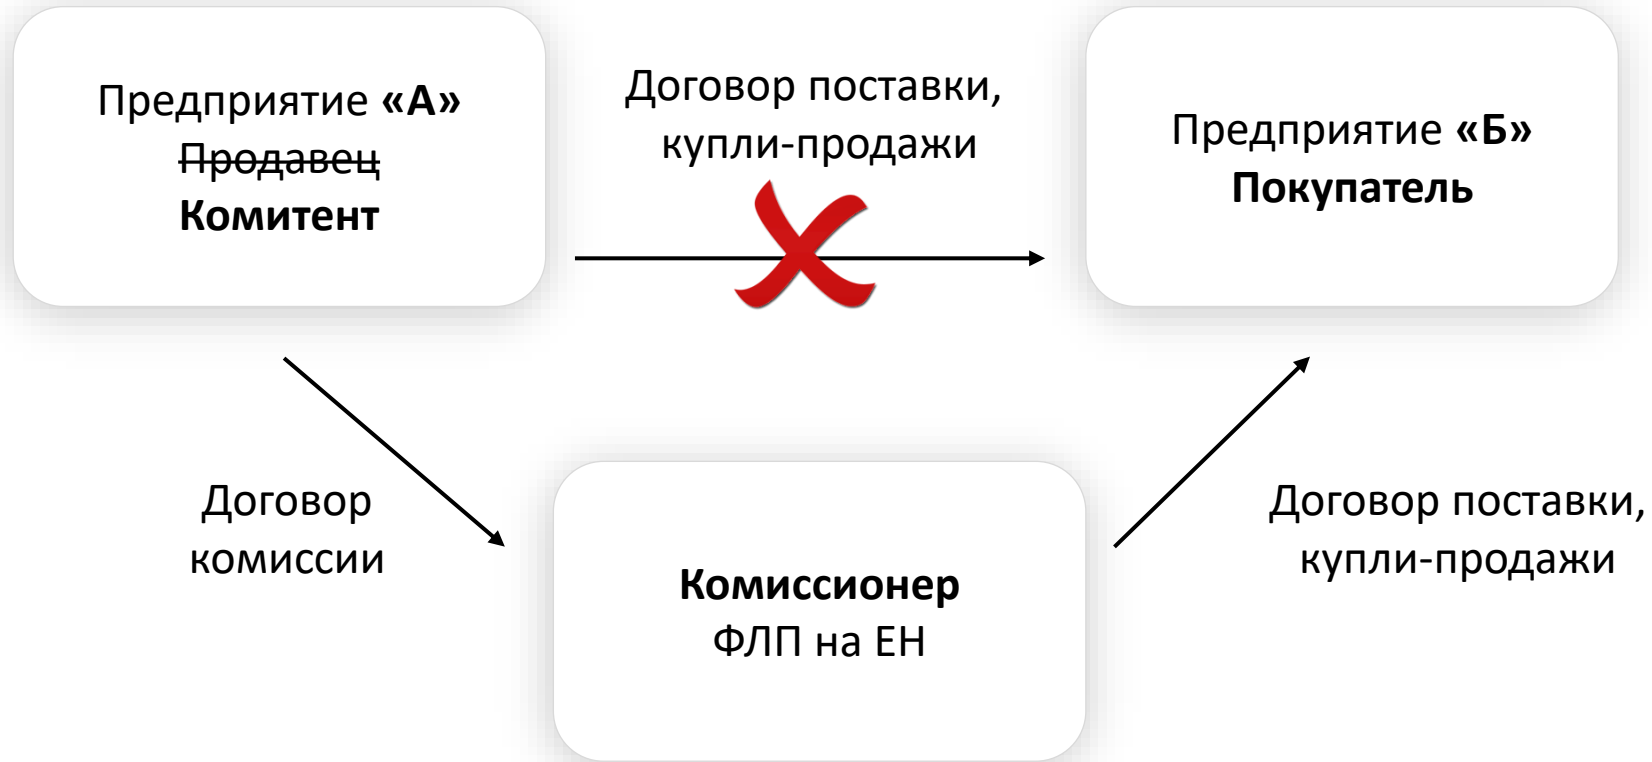 Предприятие «А»
Продавец
Комитент
Договор поставки,
купли-продажи
Предприятие «Б»
Покупатель
Договор
комиссии
Комиссионер
ФЛП на ЕН
Договор поставки,
купли-продажи